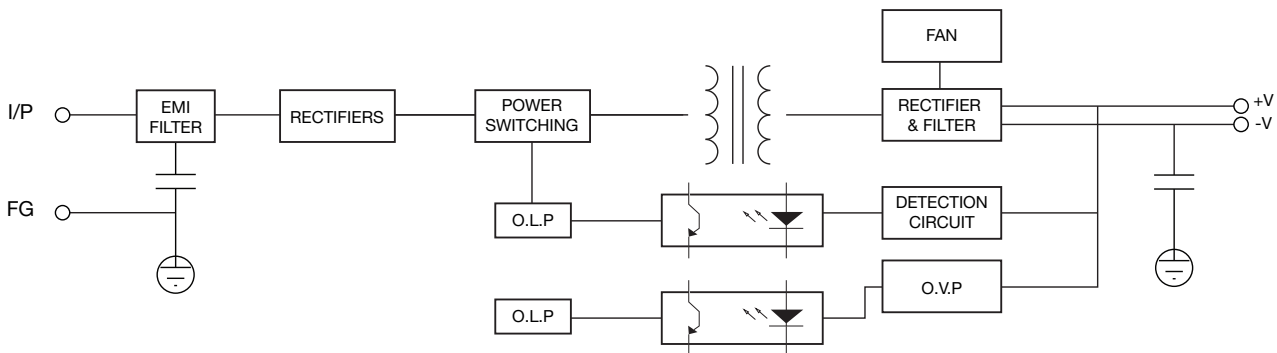 FAN
I/P
EMI
FILTER
RECTIFIERS
POWER
SWITCHING
RECTIFIER
& FILTER
+V
-V
FG
O.L.P
DETECTION
CIRCUIT
O.L.P
O.V.P